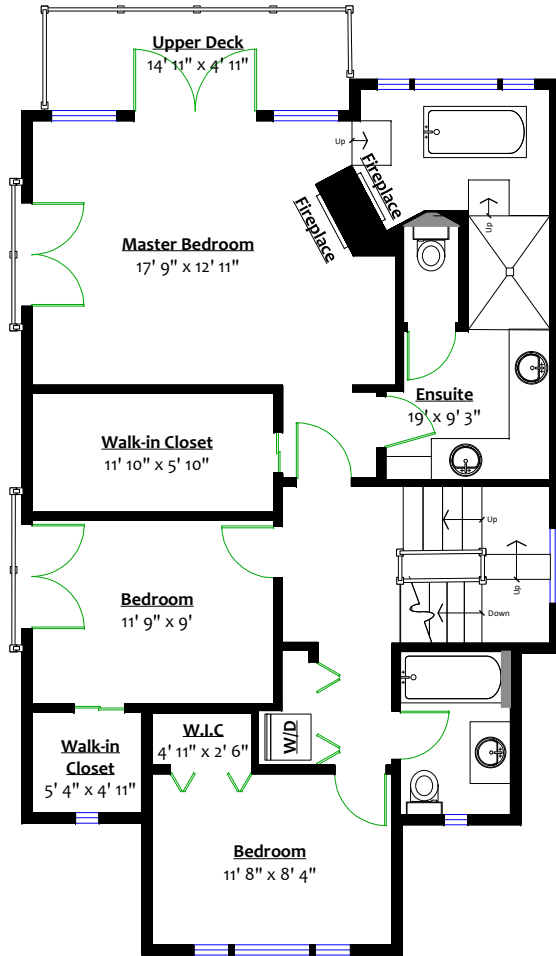 Upper Deck
14' 11" x 4' 11"
Up
Fireplace
Fireplace
Up
Master Bedroom
17' 9" x 12' 11"
Ensuite
19' x 9' 3"
Walk-in Closet
11' 10" x 5' 10"
Up
Up
Down
Bedroom
11' 9" x 9'
W.I.C
4' 11" x 2' 6"
W/D
Walk-in
Closet
5' 4" x 4' 11"
Bedroom
11' 8" x 8' 4"